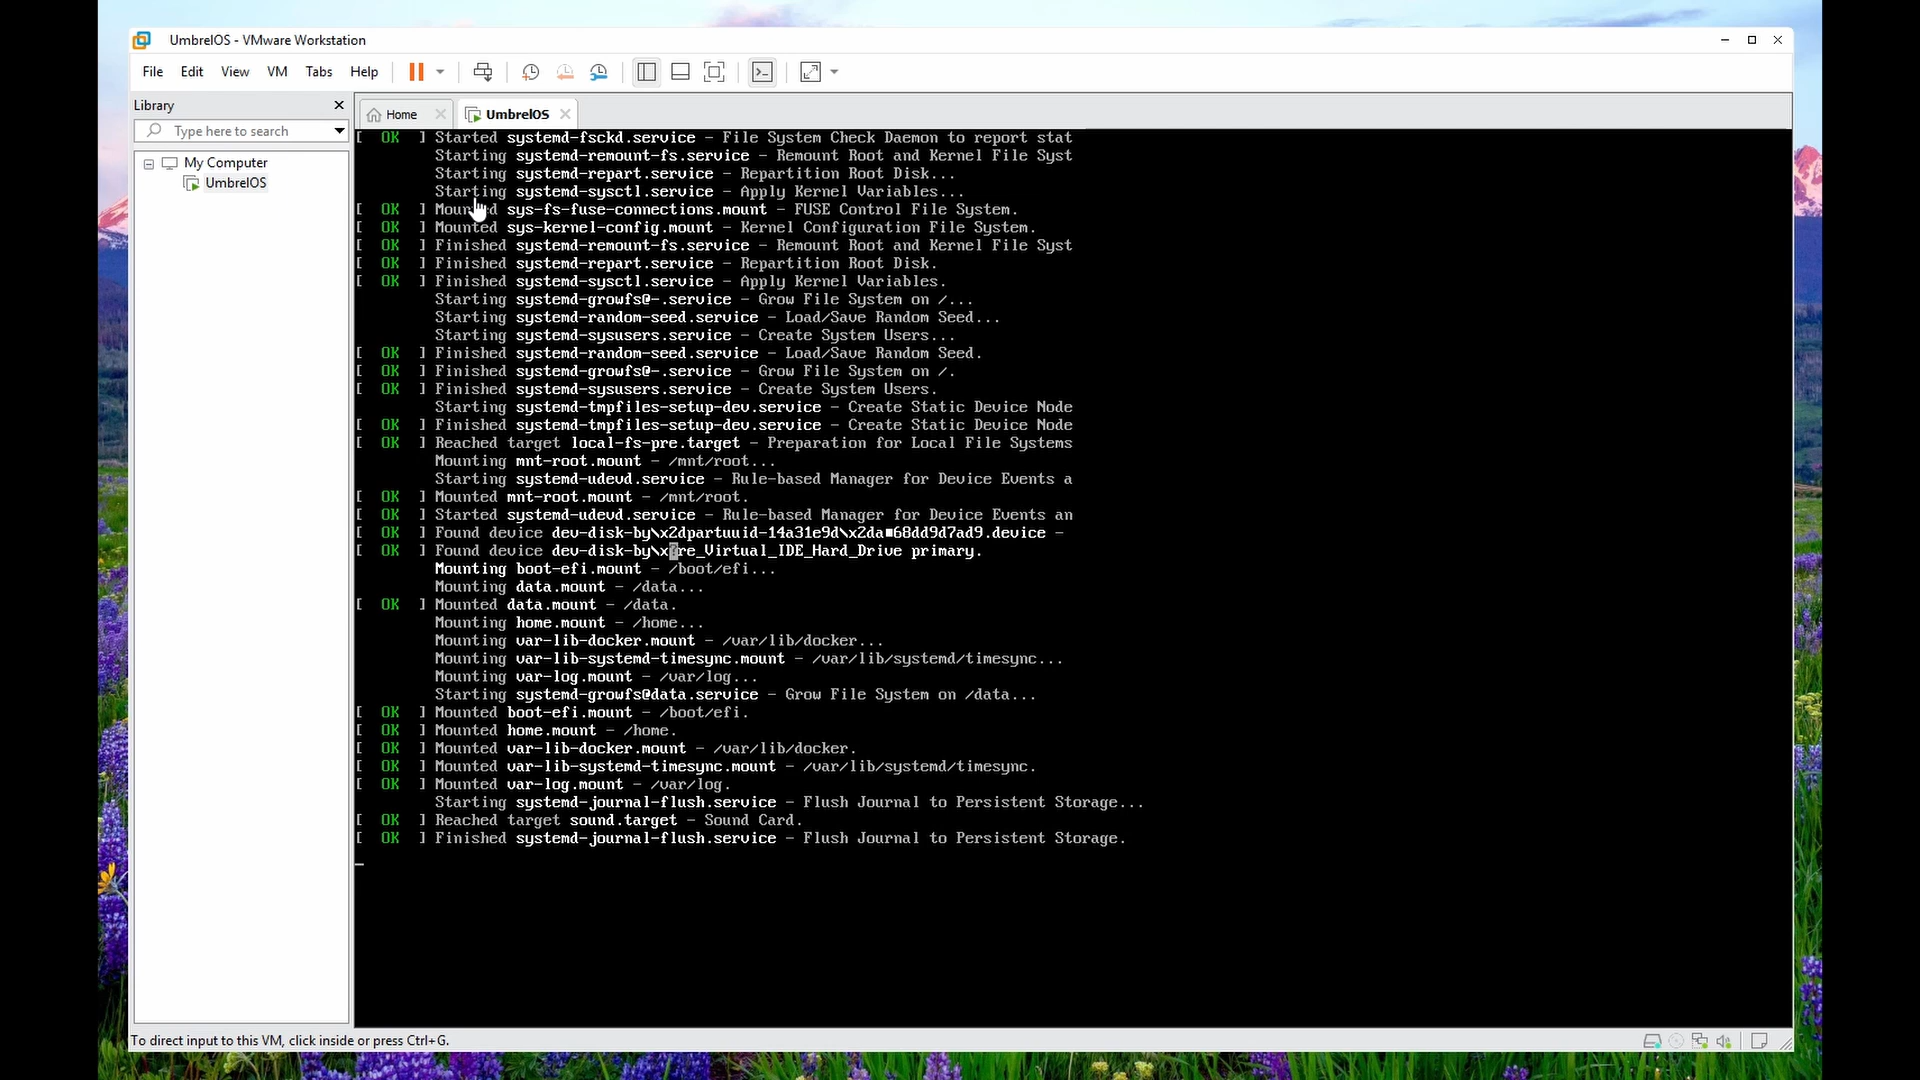 UmbrelOS - VMware Workstation
File Edit View VM Tabs Help
Library
Type here to search
My Computer
UmbrelOS
Home
UmbrelOS
[ OK ] Started systemd-fsckd.service - File System Check Daemon to report stat
Starting systemd-remount-fs.service - Remount Root and Kernel File Syst
Starting systemd-repart.service - Repartition Root Disk...
Starting systemd-sysctl.service - Apply Kernel Variables...
[ OK ] Mounted sys-fs-fuse-connections.mount - FUSE Control File System.
[ OK ] Mounted sys-kernel-config.mount - Kernel Configuration File System.
[ OK ] Finished systemd-remount-fs.service - Remount Root and Kernel File Syst
[ OK ] Finished systemd-repart.service - Repartition Root Disk.
[ OK ] Finished systemd-sysctl.service - Apply Kernel Variables.
Starting systemd-growfs@-.service - Grow File System on /...
Starting systemd-random-seed.service - Load/Save Random Seed...
Starting systemd-sysusers.service - Create System Users...
[ OK ] Finished systemd-random-seed.service - Load/Save Random Seed.
[ OK ] Finished systemd-growfs@-.service - Grow File System on /.
[ OK ] Finished systemd-sysusers.service - Create System Users.
Starting systemd-tmpfiles-setup-dev.service - Create Static Device Node
[ OK ] Finished systemd-tmpfiles-setup-dev.service - Create Static Device Node
[ OK ] Reached target local-fs-pre.target - Preparation for Local File Systems
Mounting mnt-root.mount - /mnt/root...
Starting systemd-udevd.service - Rule-based Manager for Device Events a
[ OK ] Mounted mnt-root.mount - /mnt/root.
[ OK ] Started systemd-udevd.service - Rule-based Manager for Device Events an
[ OK ] Found device dev-disk-by\x2dpartuuid-14a31e9d\x2da■68dd9d7ad9.device -
[ OK ] Found device dev-disk-by\x re_Virtual_IDE_Hard_Drive primary.
Mounting boot-efi.mount - /boot/efi...
Mounting data.mount - /data...
[ OK ] Mounted data.mount - /data.
Mounting home.mount - /home...
Mounting var-lib-docker.mount - /var/lib/docker...
Mounting var-lib-systemd-timesync.mount - /var/lib/systemd/timesync...
Mounting var-log.mount - /var/log...
Starting systemd-growfs@data.service - Grow File System on /data...
[ OK ] Mounted boot-efi.mount - /boot/efi.
[ OK ] Mounted home.mount - /home.
[ OK ] Mounted var-lib-docker.mount - /var/lib/docker.
[ OK ] Mounted var-lib-systemd-timesync.mount - /var/lib/systemd/timesync.
[ OK ] Mounted var-log.mount - /var/log.
Starting systemd-journal-flush.service - Flush Journal to Persistent Storage...
[ OK ] Reached target sound.target - Sound Card.
[ OK ] Finished systemd-journal-flush.service - Flush Journal to Persistent Storage.
To direct input to this VM, click inside or press Ctrl+G.